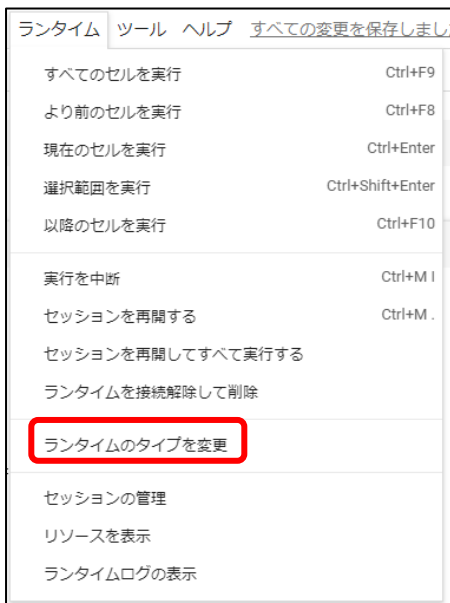 ランタイム ツール ヘルプ すべての変更を保存しまし
すべてのセルを実行 Ctrl+F9
より前のセルを実行 Ctrl+F8
現在のセルを実行 Ctrl+Enter
選択範囲を実行 Ctrl+Shift+Enter
以降のセルを実行 Ctrl+F10
実行を中断 Ctrl+M I
セッションを再開する Ctrl+M .
セッションを再開してすべて実行する
ランタイムを接続解除して削除
ランタイムのタイプを変更
セッションの管理
リソースを表示
ランタイムログの表示